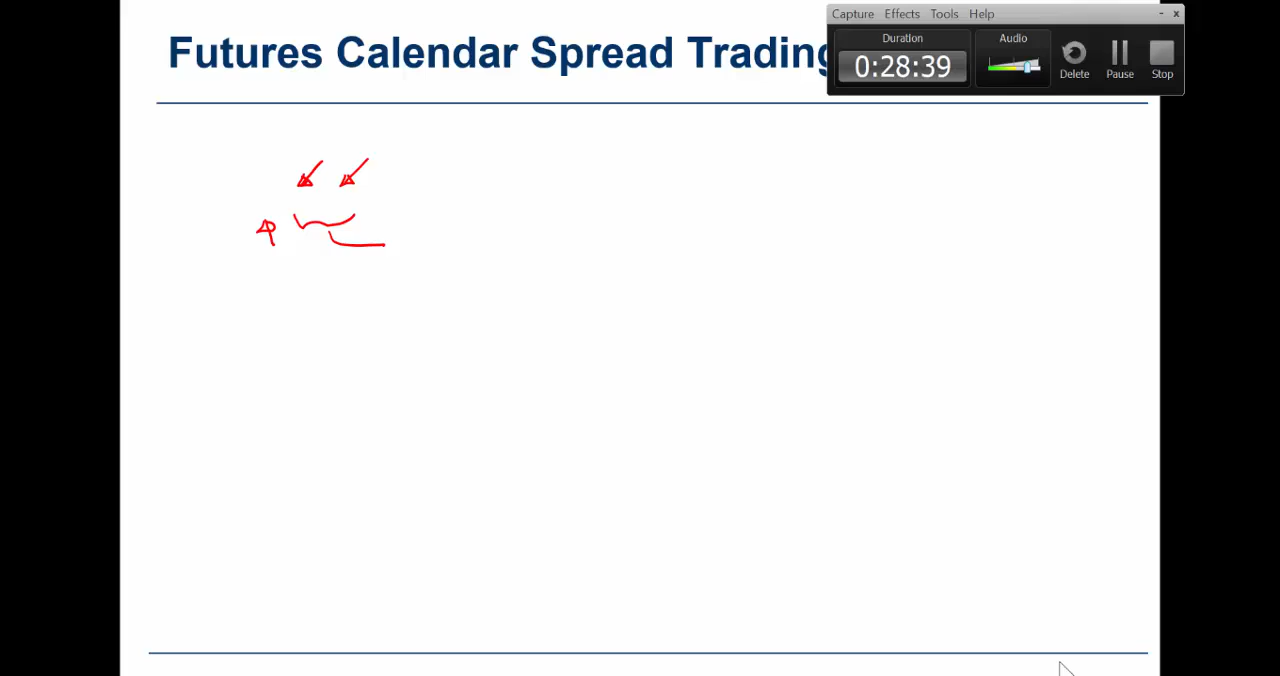 Capture Effects Tools Help
Futures Calendar Spread Trading
Duration
Audio
0:28:39
Delete
Pause
Stop